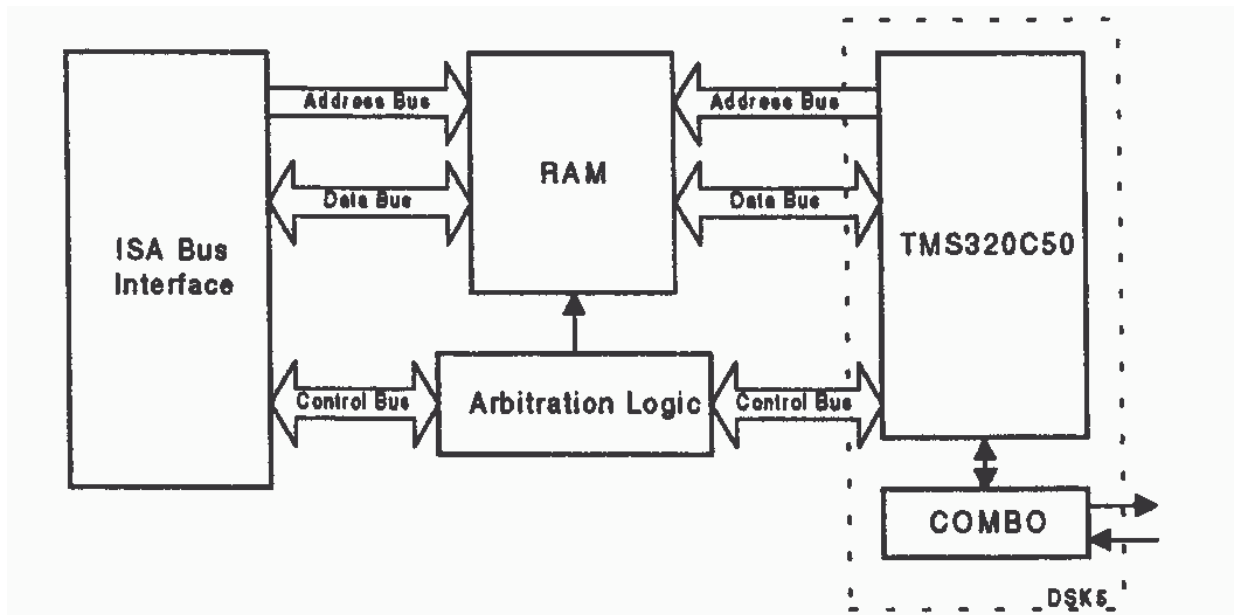 Address Bus
Address Bus
RAM
Data Bus
Data Bus
ISA Bus
Interface
TMS320C50
Control Bus
Arbitration Logic
Control Bus
COMBO
DSK5